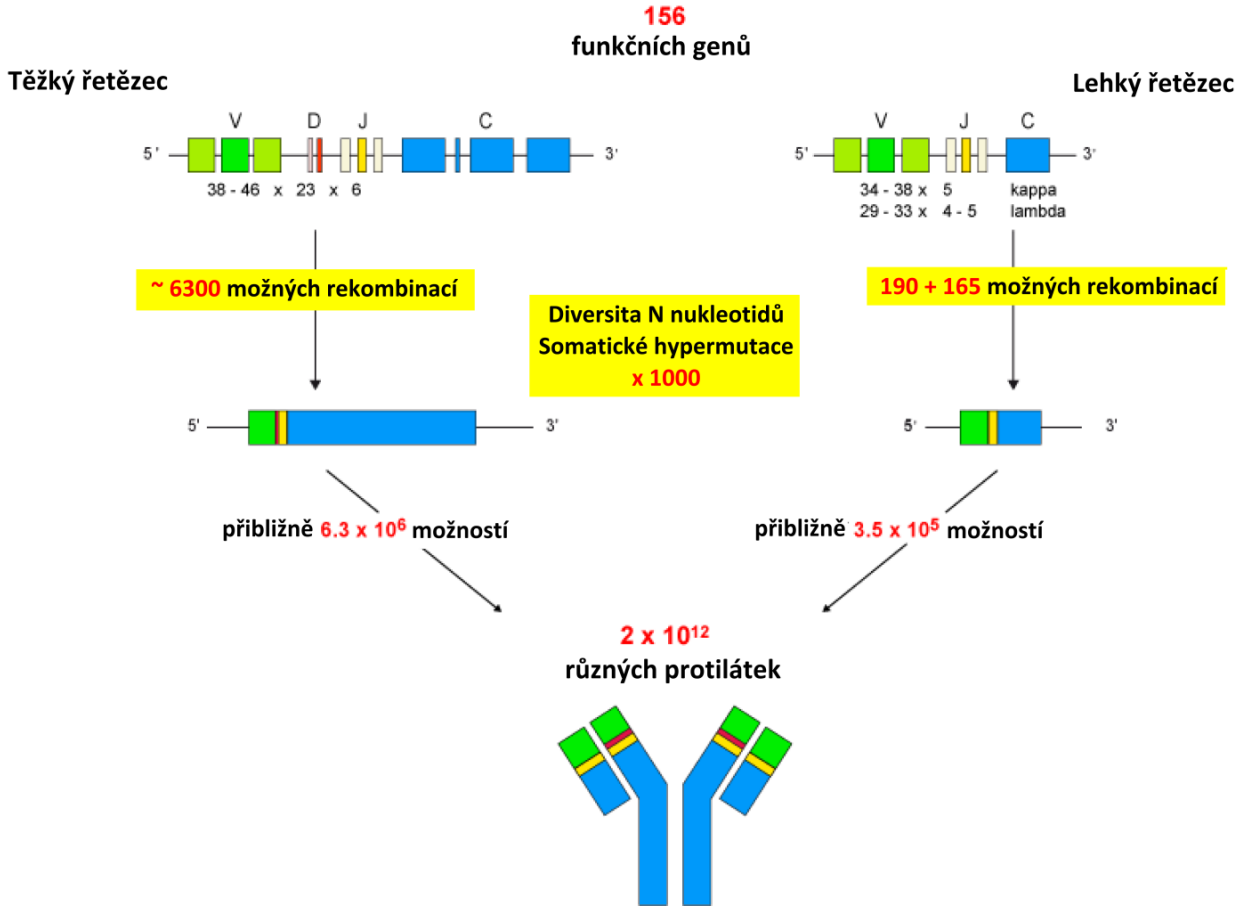 156
funkčních genů
Těžký řetězec
Lehký řetězec
V D J C
5' 3'
38 - 46 x 23 x 6
V J C
5' 3'
34 - 38 x 5 kappa
29 - 33 x 4 - 5 lambda
~ 6300 možných rekombinací
190 + 165 možných rekombinací
Diversita N nukleotidů
Somatické hypermutace
x 1000
5' 3'
5' 3'
přibližně 6.3 x 10⁶ možností
přibližně 3.5 x 10⁵ možností
2 x 10¹²
různých protilátek